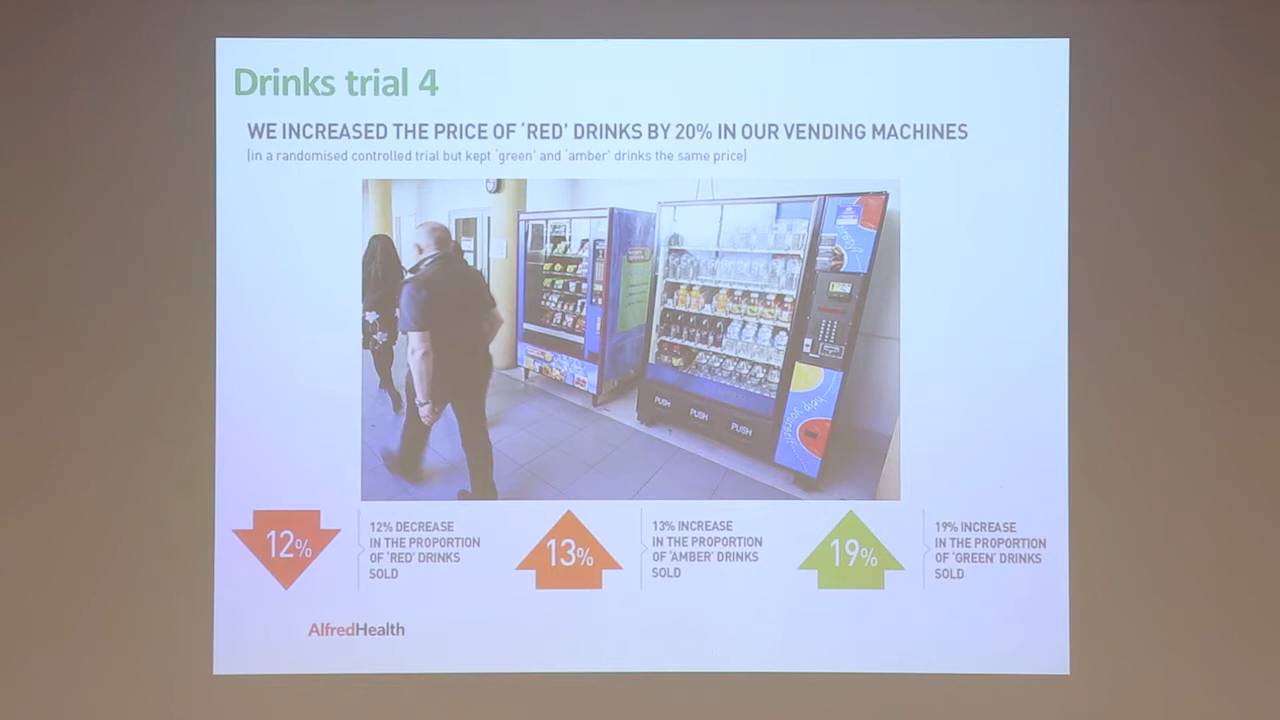 Drinks trial 4
WE INCREASED THE PRICE OF ‘RED’ DRINKS BY 20% IN OUR VENDING MACHINES
(in a randomised controlled trial but kept ‘green’ and ‘amber’ drinks the same price)
PUSH
PUSH
PUSH
help yourself
12%
12% DECREASE
IN THE PROPORTION
OF ‘RED’ DRINKS
SOLD
13%
13% INCREASE
IN THE PROPORTION
OF ‘AMBER’ DRINKS
SOLD
19%
19% INCREASE
IN THE PROPORTION
OF ‘GREEN’ DRINKS
SOLD
AlfredHealth